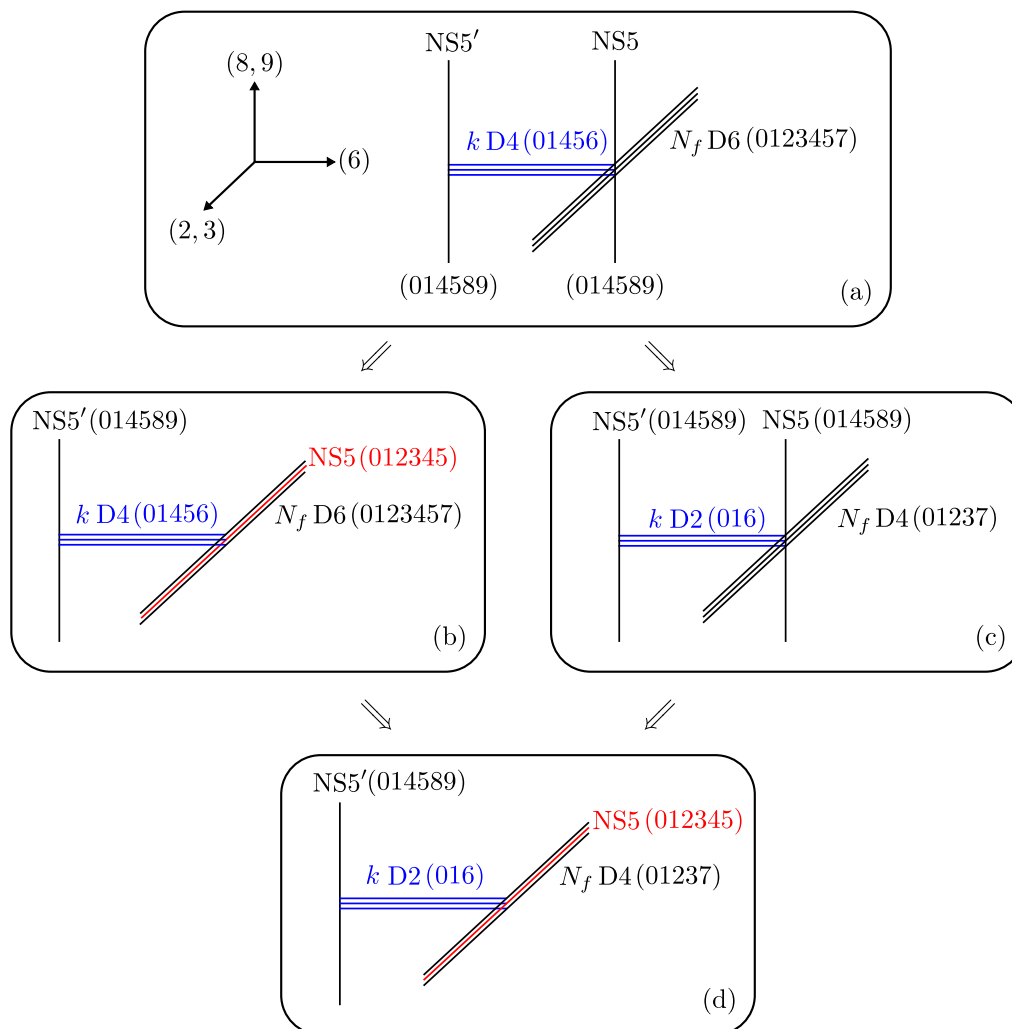 NS5′ NS5
(8, 9)
k D4 (01456) N_f D6 (0123457)
(6)
(2, 3)
(014589) (014589)
(a)
NS5′(014589)
NS5 (012345)
k D4 (01456) N_f D6 (0123457)
(b)
NS5′(014589) NS5 (014589)
k D2 (016) N_f D4 (01237)
(c)
NS5′(014589)
NS5 (012345)
k D2 (016) N_f D4 (01237)
(d)